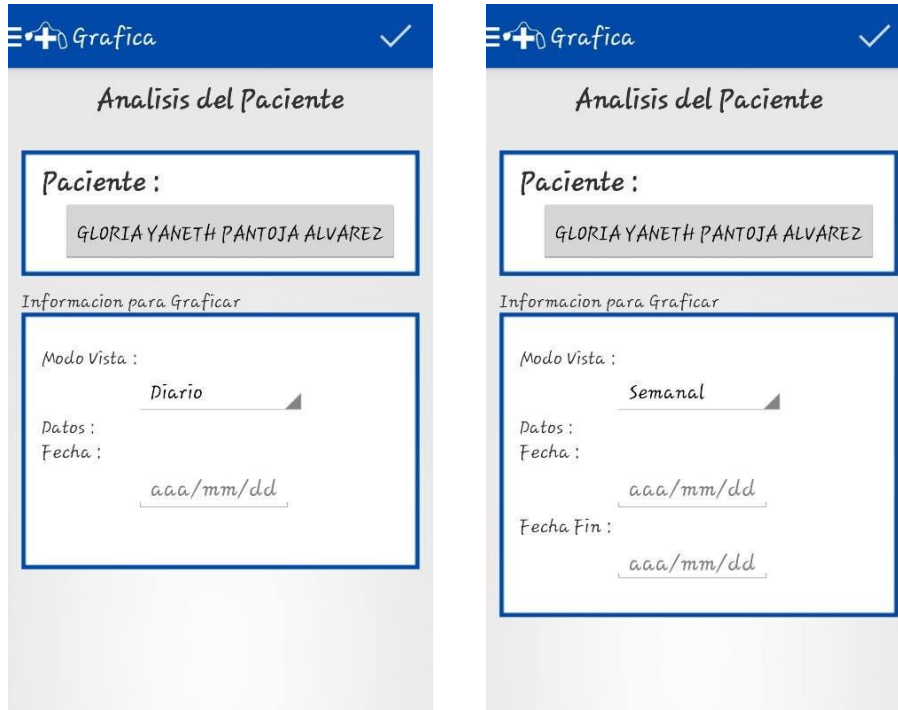 Grafica
Analisis del Paciente
Paciente :
GLORIA YANETH PANTOJA ALVAREZ
Informacion para Graficar
Modo Vista :
Diario
Datos :
Fecha :
aaa/mm/dd
Grafica
Analisis del Paciente
Paciente :
GLORIA YANETH PANTOJA ALVAREZ
Informacion para Graficar
Modo Vista :
Semanal
Datos :
Fecha :
aaa/mm/dd
Fecha Fin :
aaa/mm/dd